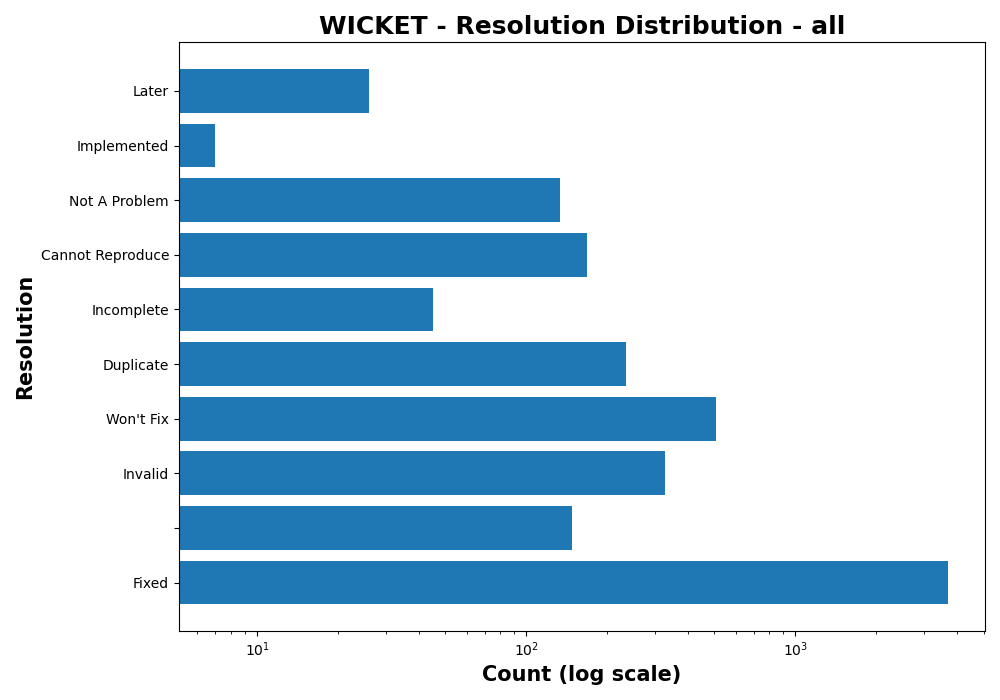 WICKET - Resolution Distribution - all
Later
Implemented
Not A Problem
Cannot Reproduce
Incomplete
Duplicate
Won't Fix
Invalid
Fixed
Resolution
10¹ 10² 10³
Count (log scale)